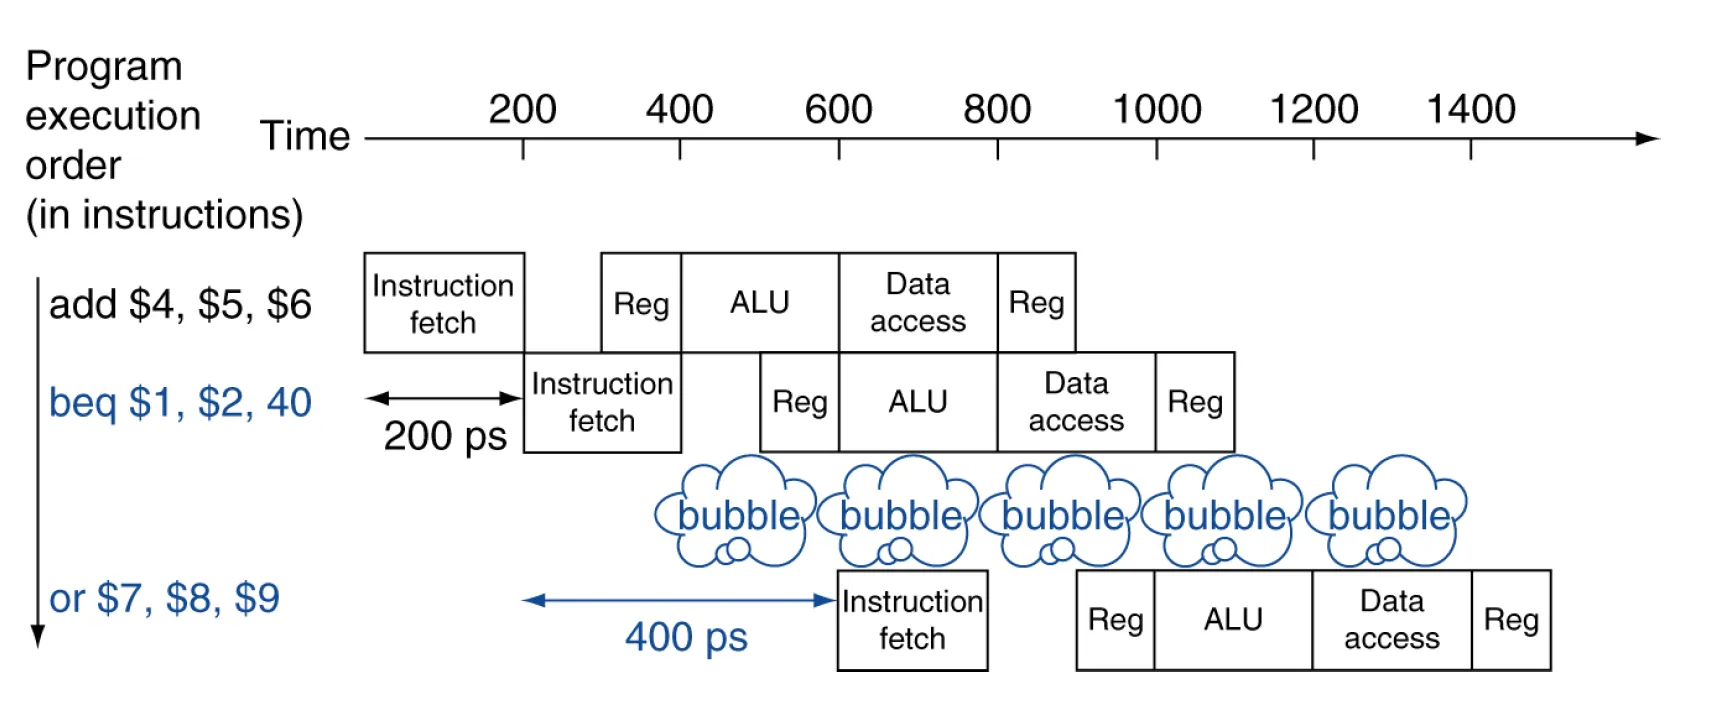 Program
execution
order
(in instructions)
Time
200 400 600 800 1000 1200 1400
add $4, $5, $6
Instruction
fetch
Reg
ALU
Data
access
Reg
beq $1, $2, 40
200 ps
Instruction
fetch
Reg
ALU
Data
access
Reg
bubble bubble bubble bubble bubble
or $7, $8, $9
400 ps
Instruction
fetch
Reg
ALU
Data
access
Reg